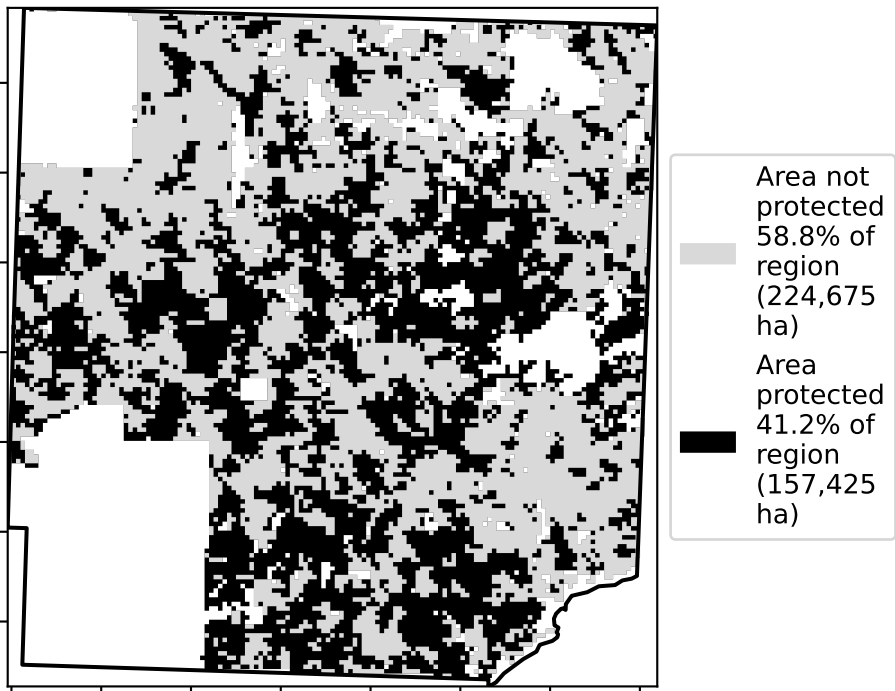 Area not
protected
58.8% of
region
(224,675
ha)
Area
protected
41.2% of
region
(157,425
ha)